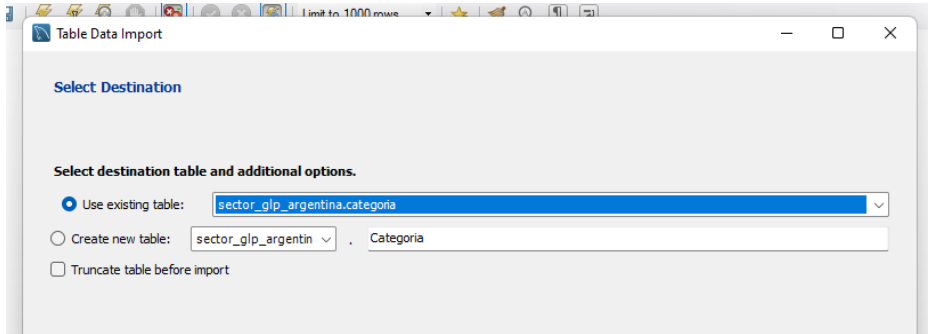 Limit to 1000 rows
Table Data Import
Select Destination
Select destination table and additional options.
Use existing table: sector_glp_argentina.categoria
Create new table: sector_glp_argentin . Categoria
Truncate table before import